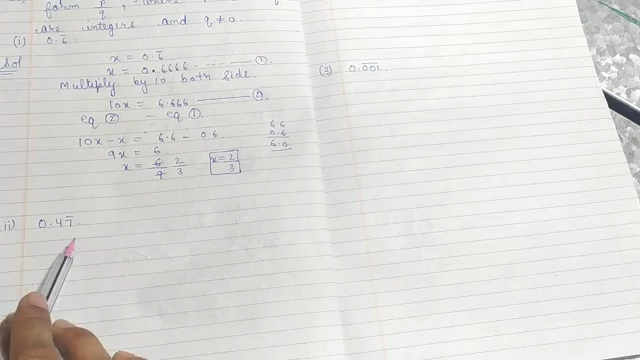 form p/q, where p
are integers and q ≠ 0.
(i) 0.6̅.
Sol
x = 0.6̅
x = 0.6666 ---- ①
Multiply by 10 both side.
10x = 6.666 ——— ②
eq ② - eq ①
10x-x = 6.6 - 0.6.
6.6
0.6
6.0
9x = 6
x = 6/9 2/3
x = 2/3
ii) 0.47̅
(3) 0.0̅0̅1̅.